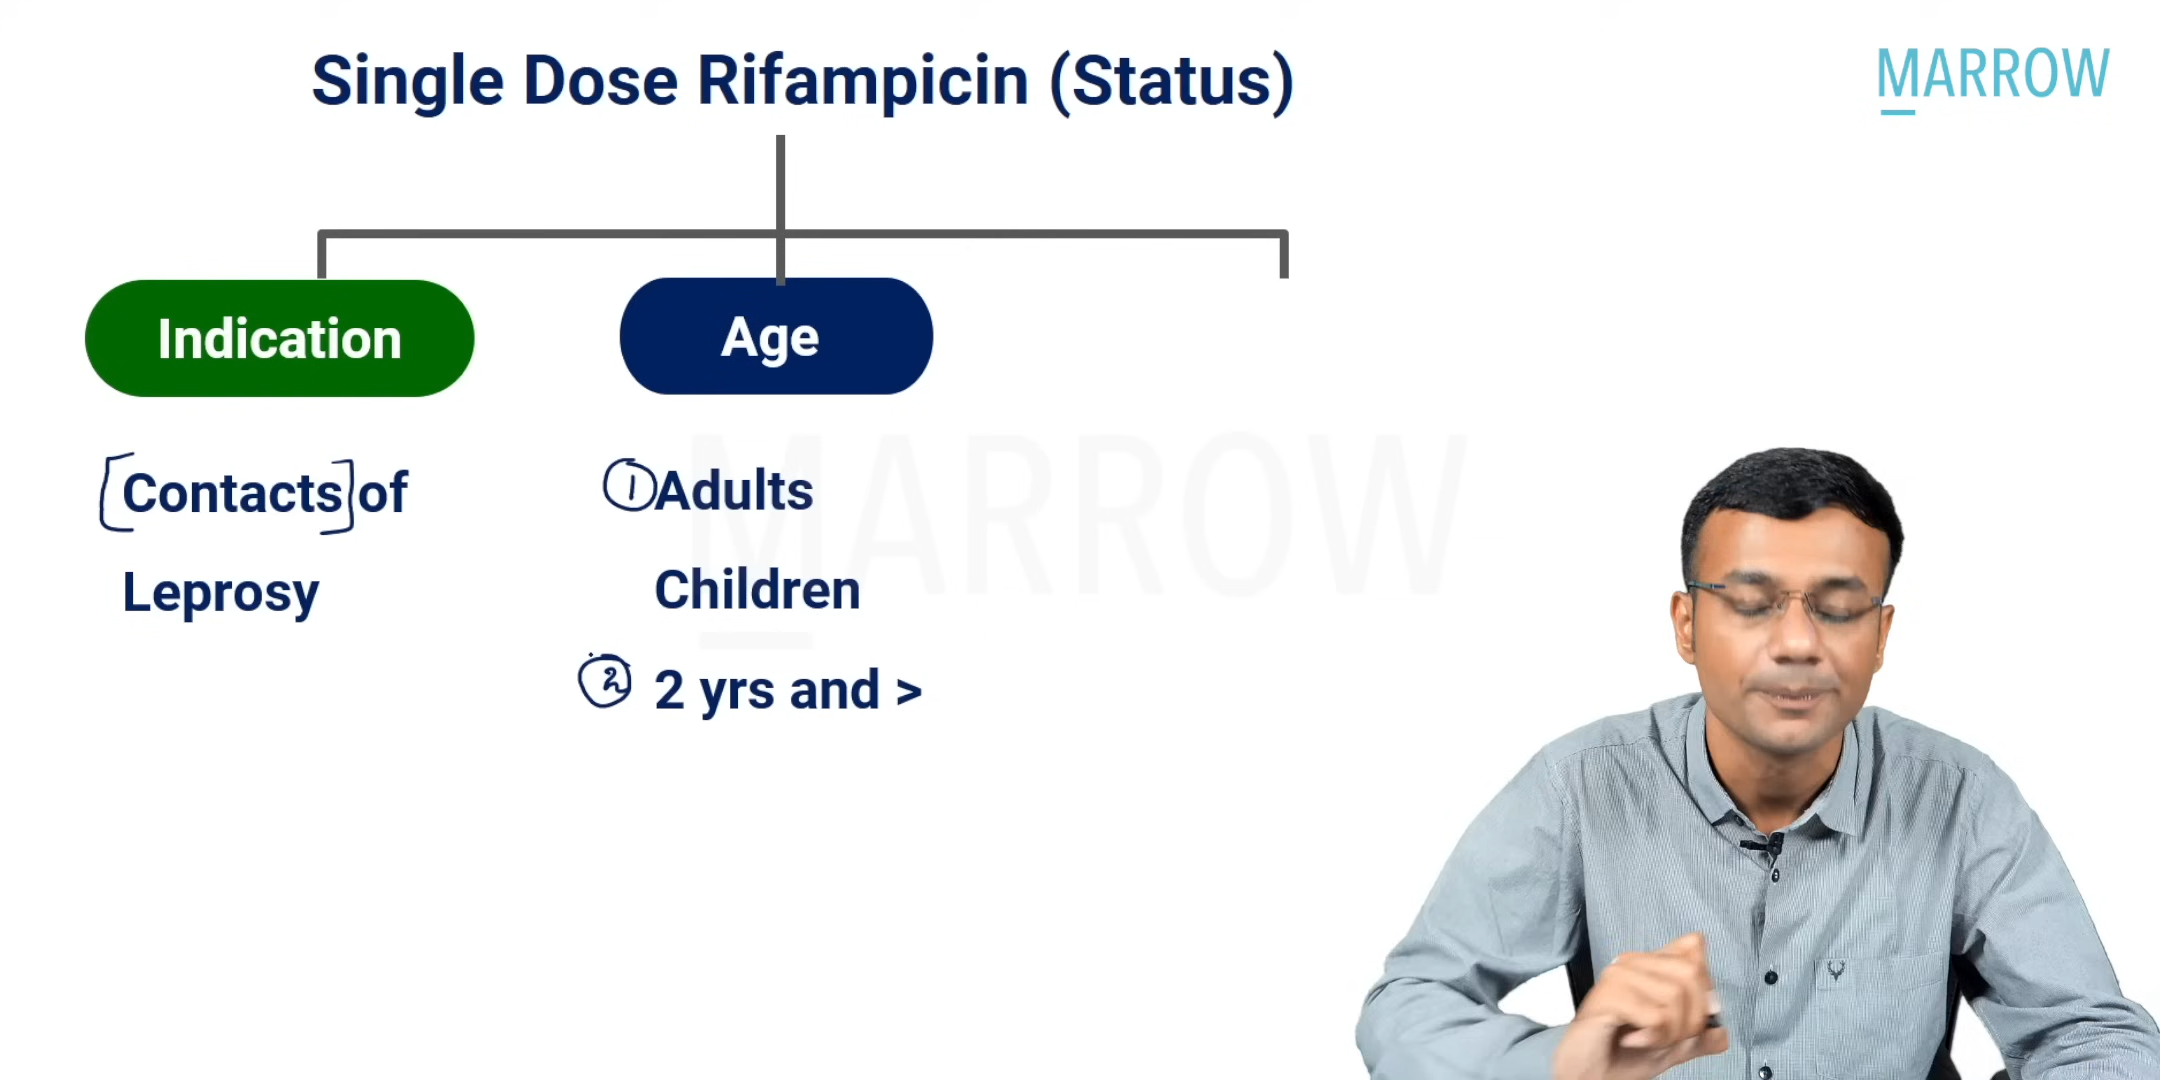 Single Dose Rifampicin (Status)
MARROW
Indication
Age
[Contacts] of
Leprosy
① Adults
Children
② 2 yrs and >
MARROW